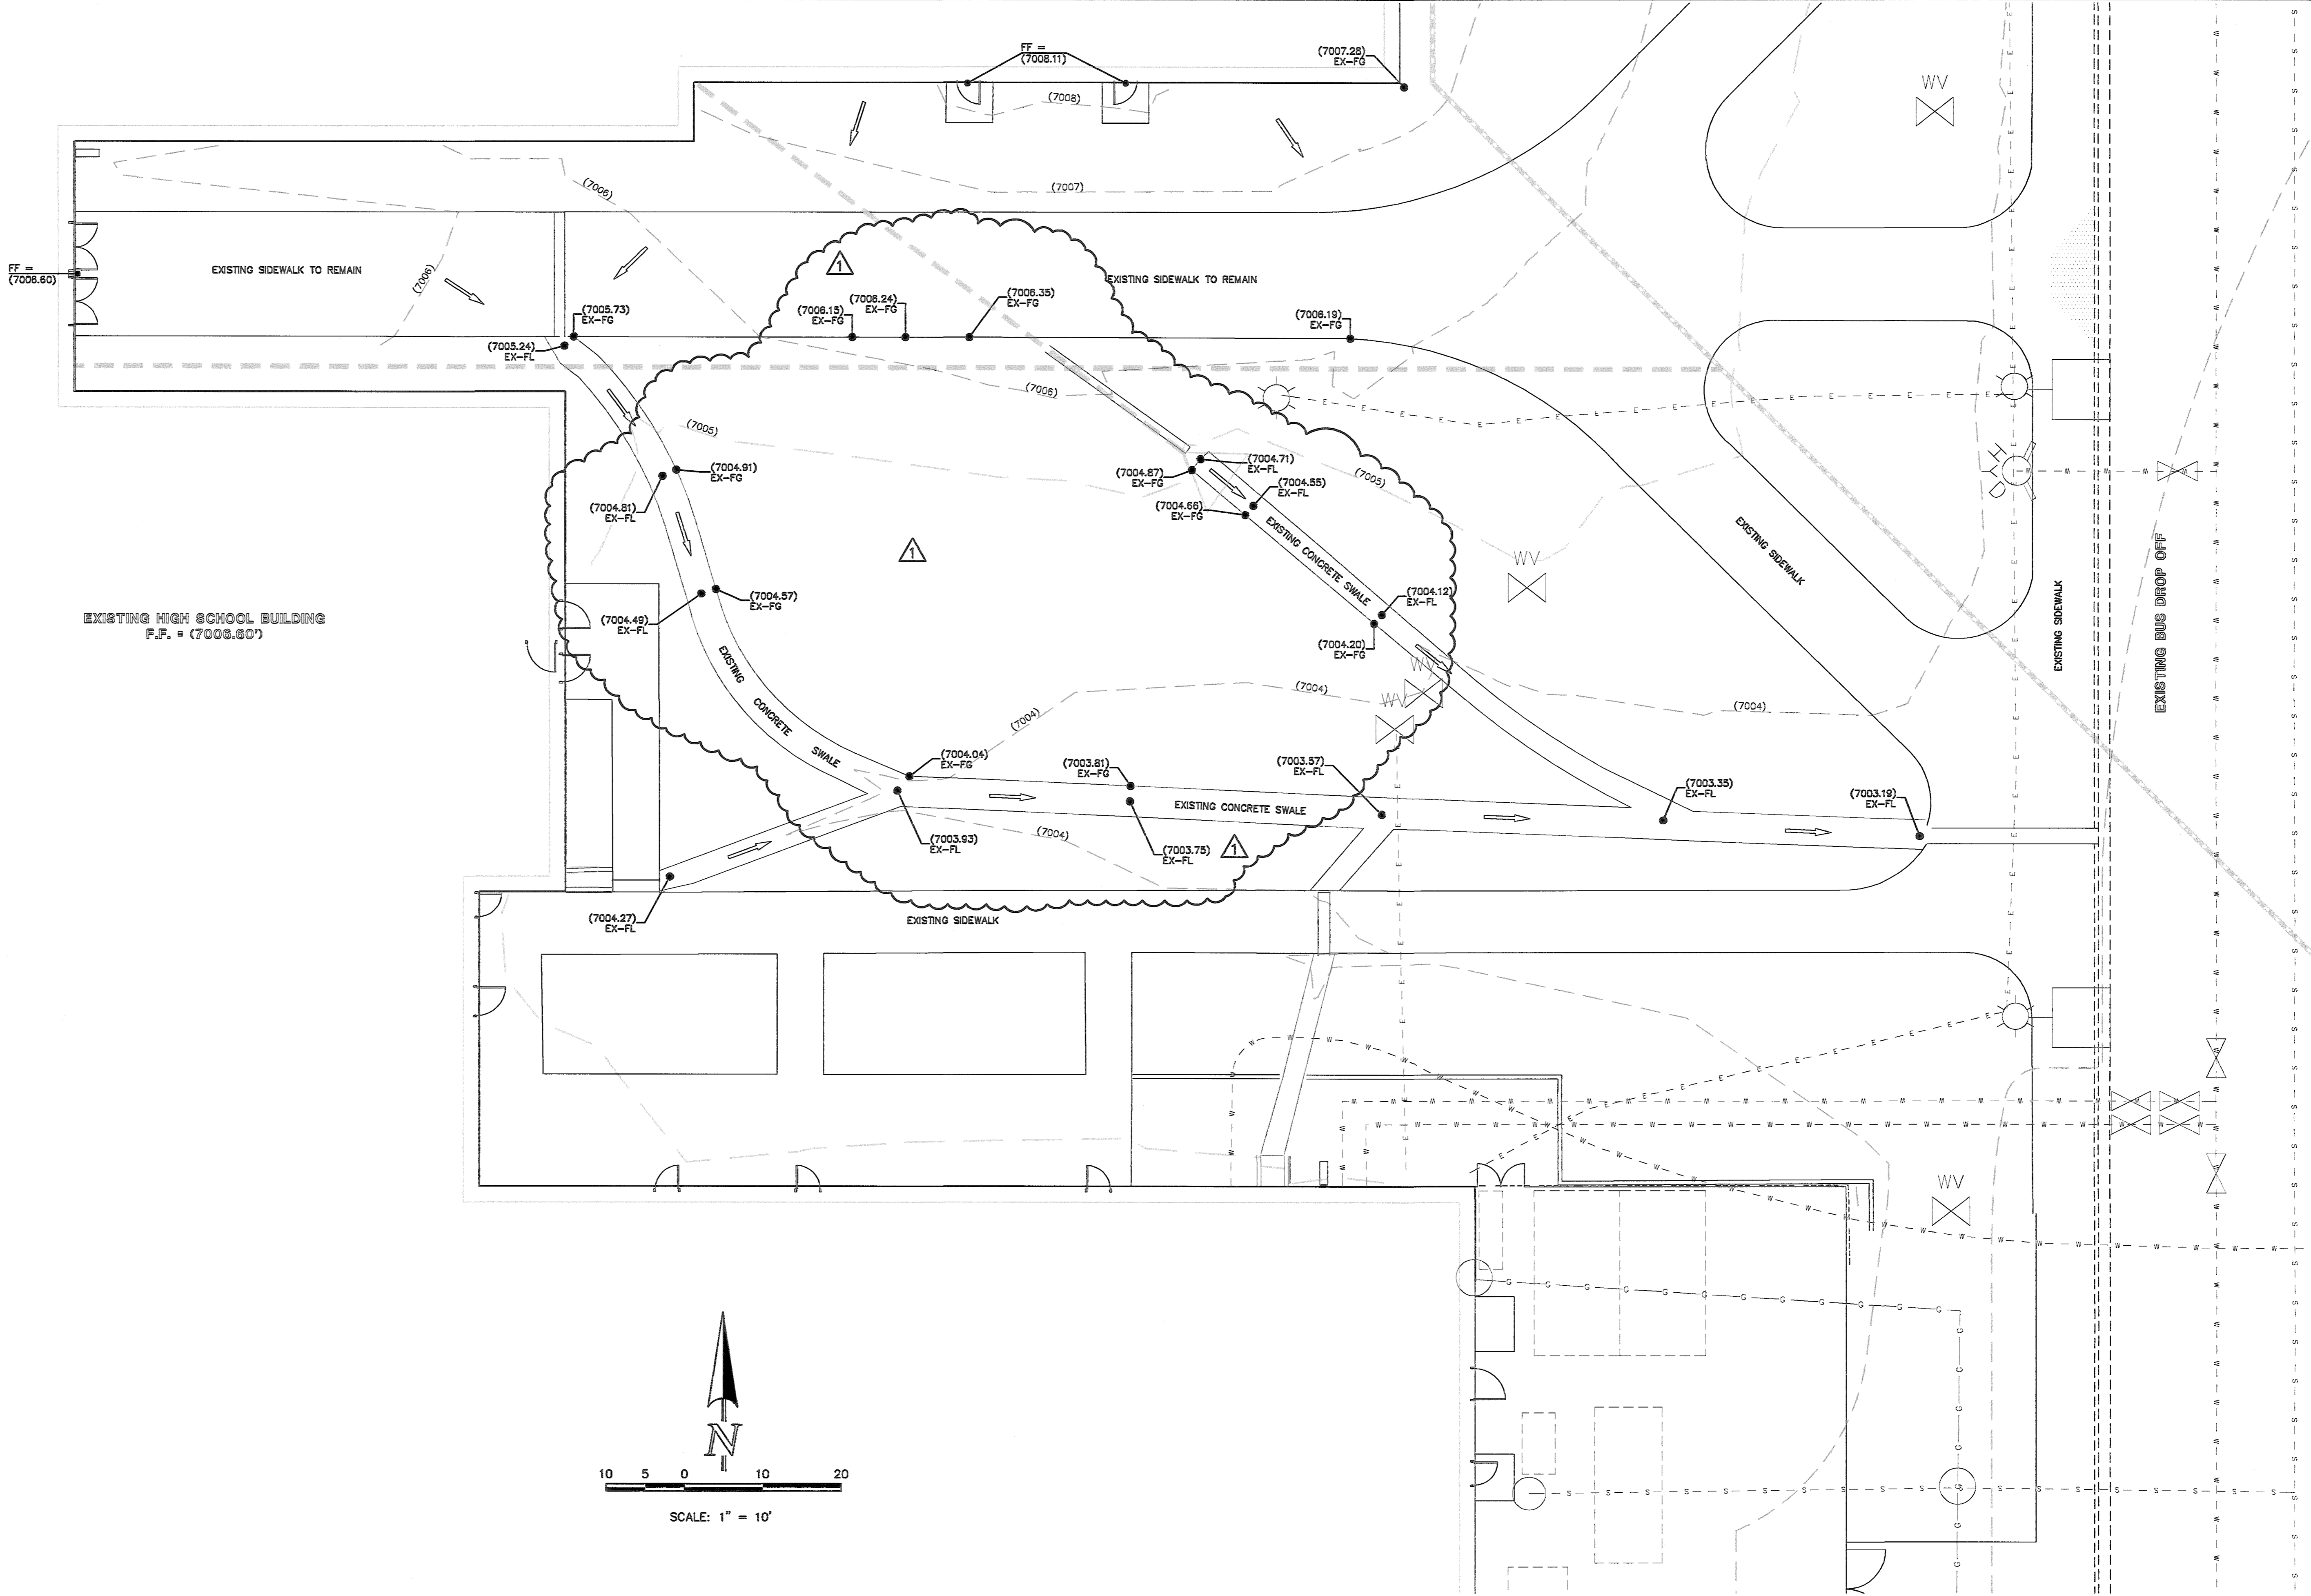 FF =
(7008.11)
(7007.28)
EX-FG
WV
(7008)
(7006)
(7007)
FF =
(7006.60)
EXISTING SIDEWALK TO REMAIN
(7006)
1
EXISTING SIDEWALK TO REMAIN
(7005.73)
EX-FG
(7006.15)
EX-FG
(7006.24)
EX-FG
(7006.35)
EX-FG
(7006.19)
EX-FG
(7005.24)
EX-FL
(7006)
(7005)
(7004.91)
EX-FG
(7004.81)
EX-FL
(7004.87)
EX-FG
(7004.71)
EX-FL
(7004.55)
EX-FL
(7004.66)
EX-FG
(7005)
HYD
EXISTING CONCRETE SWALE
EXISTING SIDEWALK
EXISTING SIDEWALK
EXISTING BUS DROP OFF
1
WV
EXISTING HIGH SCHOOL BUILDING
F.F. = (7006.60')
(7004.57)
EX-FG
(7004.49)
EX-FL
(7004.12)
EX-FL
(7004.20)
EX-FG
WV
WV
EXISTING
CONCRETE
SWALE
(7004)
(7004)
(7004)
(7004.04)
EX-FG
(7003.81)
EX-FG
(7003.57)
EX-FL
(7003.35)
EX-FL
(7003.19)
EX-FL
EXISTING CONCRETE SWALE
(7004)
(7003.93)
EX-FL
(7003.75)
EX-FL
1
(7004.27)
EX-FL
EXISTING SIDEWALK
WV
N
10 5 0 10 20
SCALE: 1" = 10'